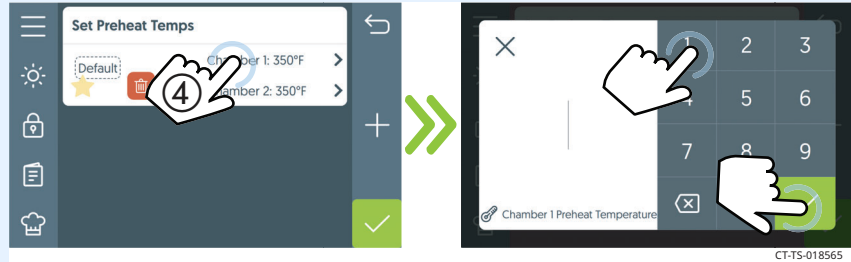 Set Preheat Temps
Default
Chamber 1: 350°F
Chamber 2: 350°F
4
1 2 3
4 5 6
7 8 9
Chamber 1 Preheat Temperature
CT-TS-018565